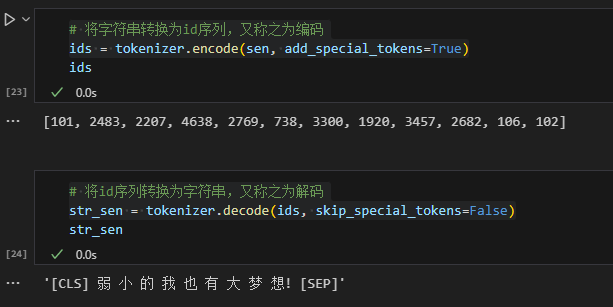 # 将字符串转换为id序列，又称之为编码
ids = tokenizer.encode(sen, add_special_tokens=True)
ids
[23]
0.0s
[101, 2483, 2207, 4638, 2769, 738, 3300, 1920, 3457, 2682, 106, 102]
# 将id序列转换为字符串，又称之为解码
str_sen = tokenizer.decode(ids, skip_special_tokens=False)
str_sen
[24]
0.0s
'[CLS] 弱 小 的 我 也 有 大 梦 想! [SEP]'